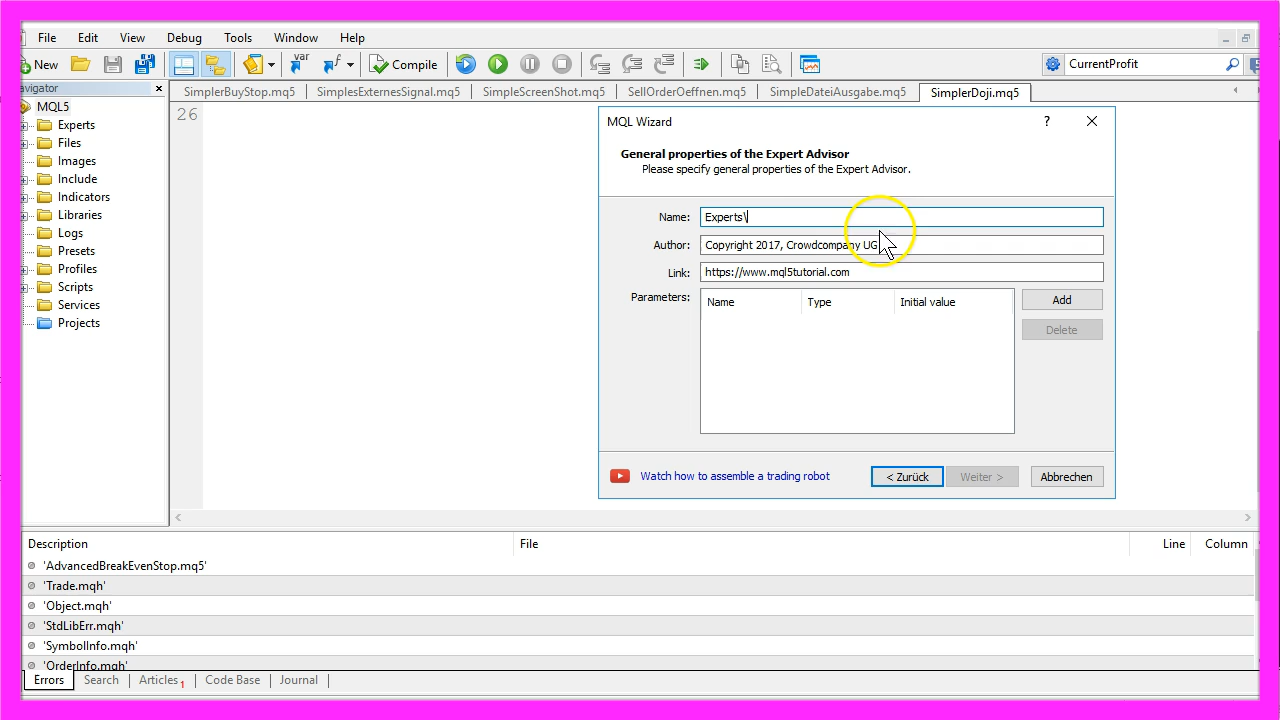 File Edit View Debug Tools Window Help
New Compile CurrentProfit
avigator
MQL5
Experts
Files
Images
Include
Indicators
Libraries
Logs
Presets
Profiles
Scripts
Services
Projects
SimplerBuyStop.mq5 SimplesExternesSignal.mq5 SimpleScreenShot.mq5 SellOrderOeffnen.mq5 SimpleDateiAusgabe.mq5 SimplerDoji.mq5
26
MQL Wizard
General properties of the Expert Advisor
Please specify general properties of the Expert Advisor.
Name: Experts\
Author: Copyright 2017, Crowdcompany UG
Link: https://www.mql5tutorial.com
Parameters: Name Type Initial value
Add
Delete
Watch how to assemble a trading robot < Zurück Weiter > Abbrechen
Description File Line Column
'AdvancedBreakEvenStop.mq5'
'Trade.mqh'
'Object.mqh'
'StdLibErr.mqh'
'SymbolInfo.mqh'
'OrderInfo.mqh'
Errors Search Articles 1 Code Base Journal